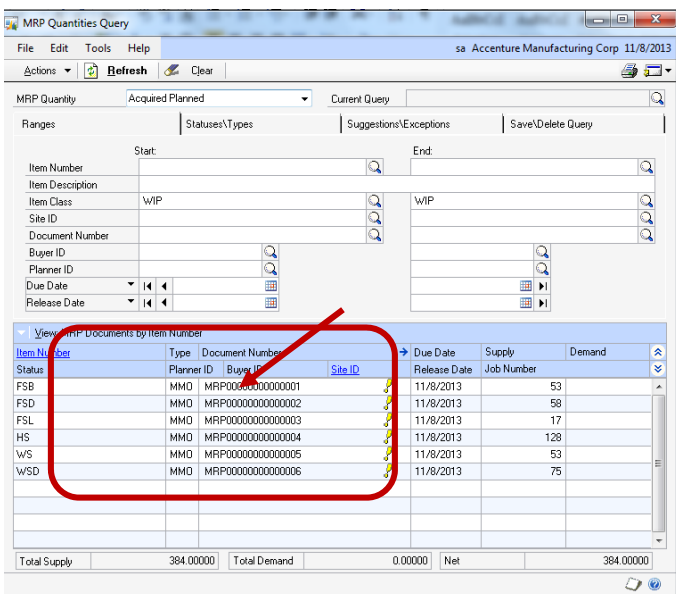 MRP Quantities Query
File Edit Tools Help sa Accenture Manufacturing Corp 11/8/2013
Actions Refresh Clear
MRP Quantity Acquired Planned Current Query
Ranges Statuses\Types Suggestions\Exceptions Save\Delete Query
Start: End:
Item Number
Item Description
Item Class WIP WIP
Site ID
Document Number
Buyer ID
Planner ID
Due Date
Release Date
View: MRP Documents by Item Number
Item Number Type Document Number Due Date Supply Demand
Status Planner ID Buyer ID Site ID Release Date Job Number
FSB MMO MRP00000000000001 11/8/2013 53
FSD MMO MRP00000000000002 11/8/2013 58
FSL MMO MRP00000000000003 11/8/2013 17
HS MMO MRP00000000000004 11/8/2013 128
WS MMO MRP00000000000005 11/8/2013 53
WSD MMO MRP00000000000006 11/8/2013 75
Total Supply 384.00000 Total Demand 0.00000 Net 384.00000